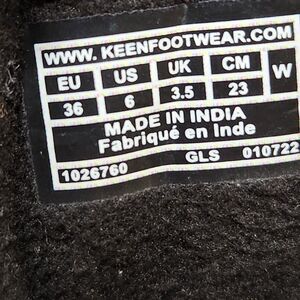 WWW. KEENFOOTWEAR.COM
EU US UK CM W
36 6 3.5 23
MADE IN INDIA
Fabriqué en Inde
1026760 GLS 010722